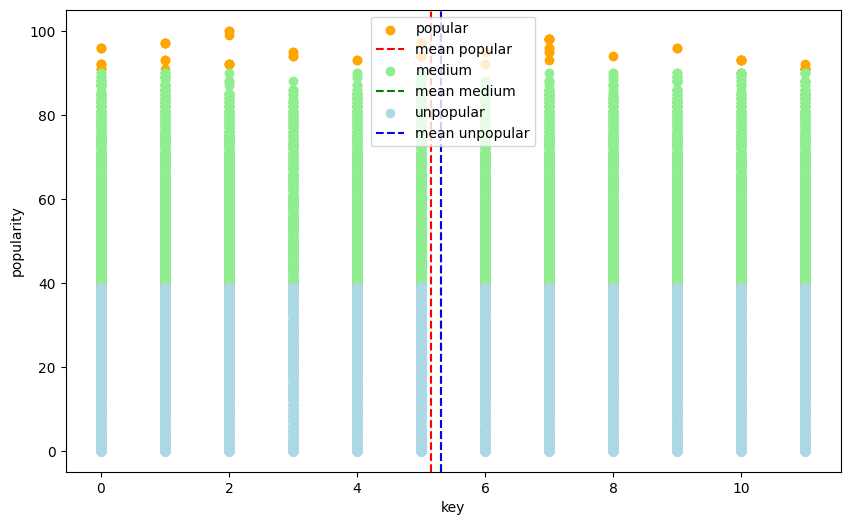 100
80
60
40
20
0
popularity
popular
mean popular
medium
mean medium
unpopular
mean unpopular
0 2 4 6 8 10
key